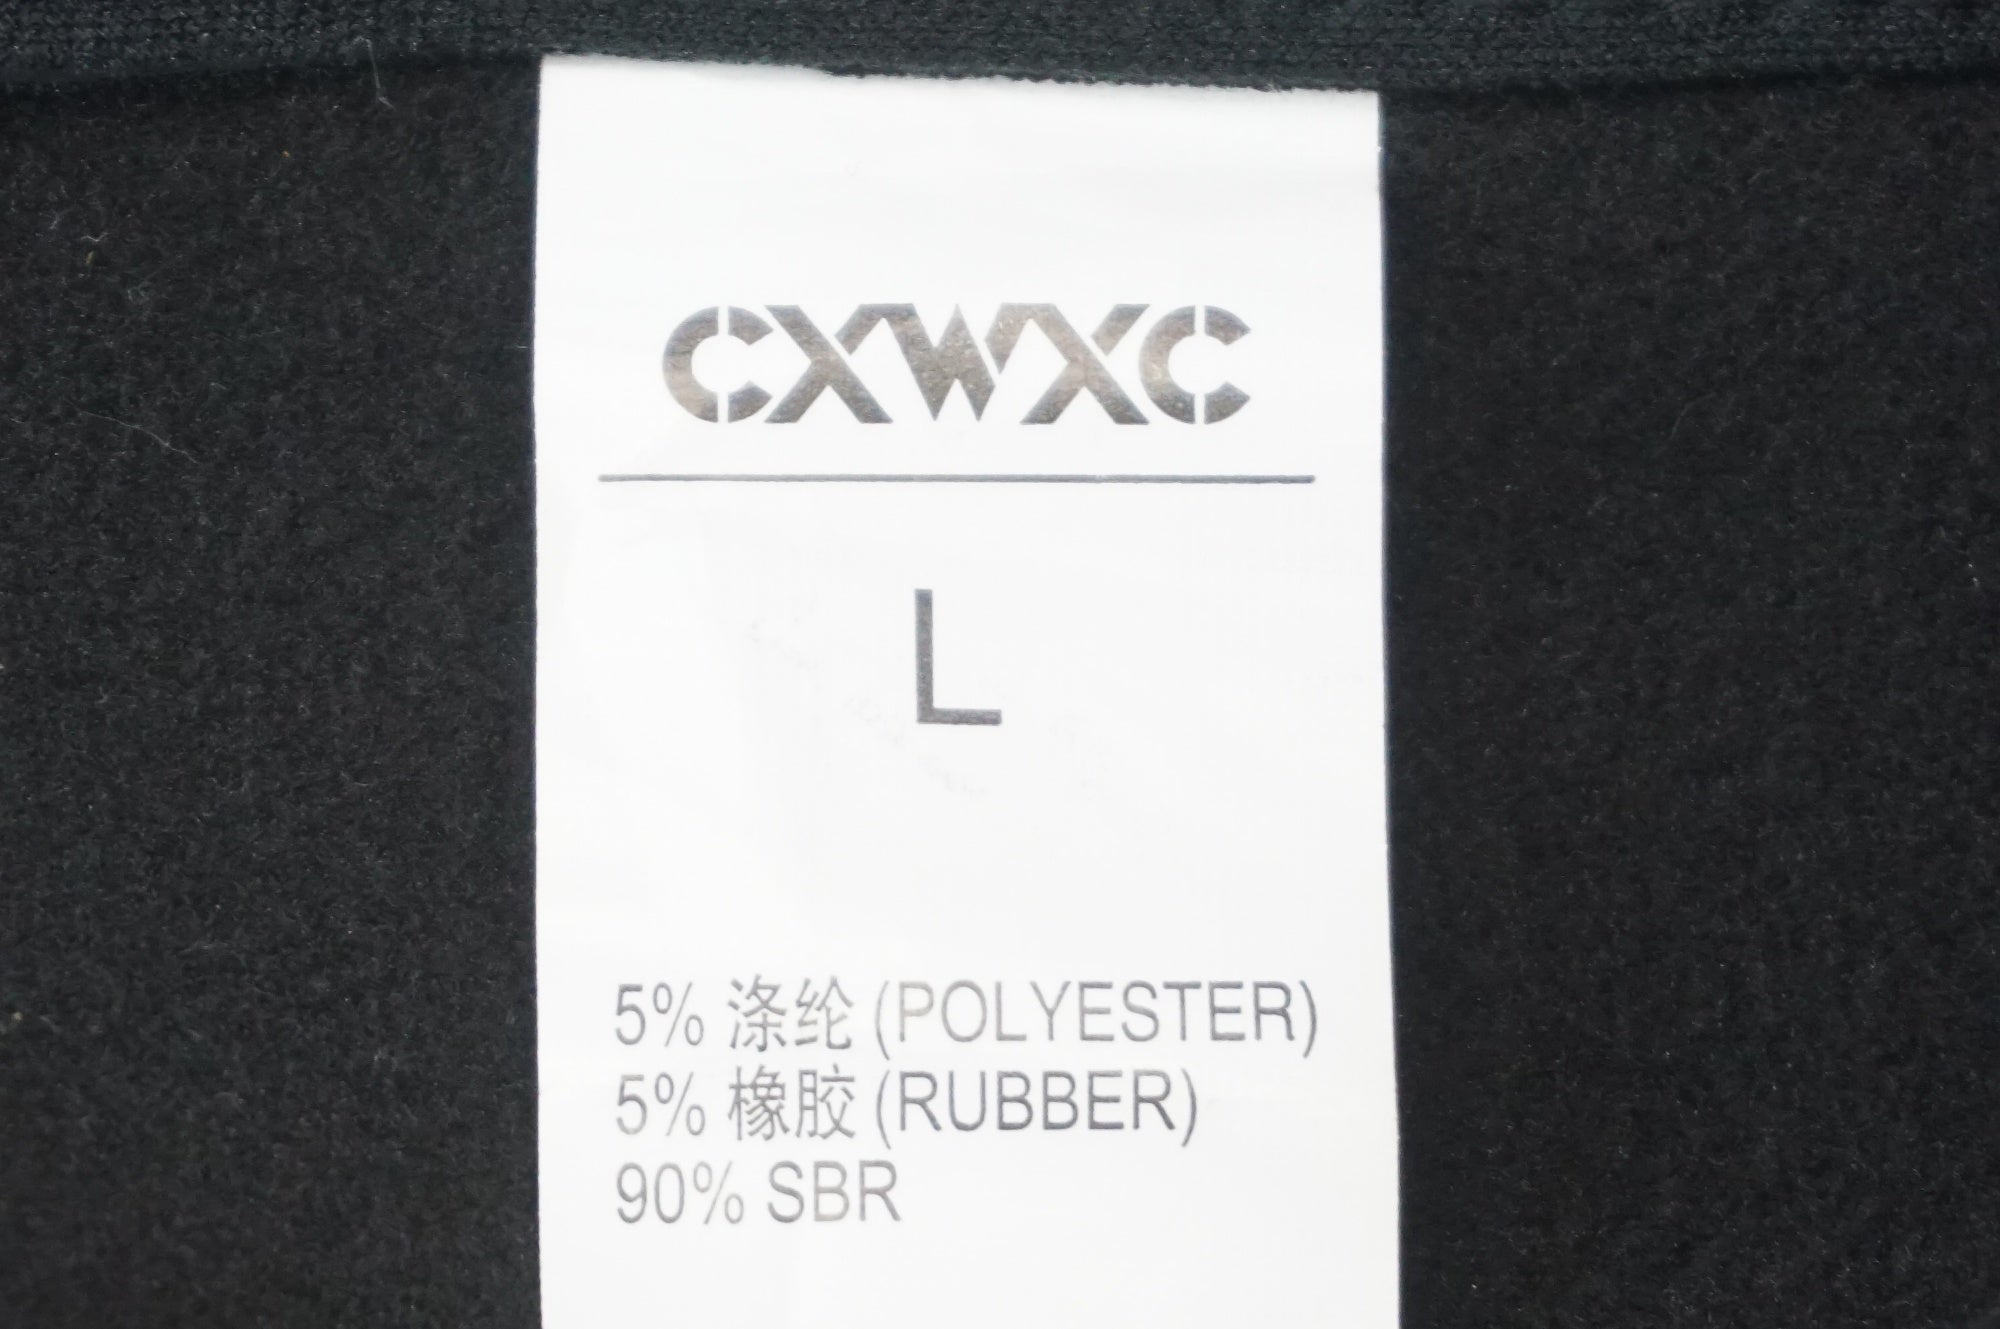 CXWXC
L
5% 涤纶 (POLYESTER)
5% 橡胶 (RUBBER)
90% SBR